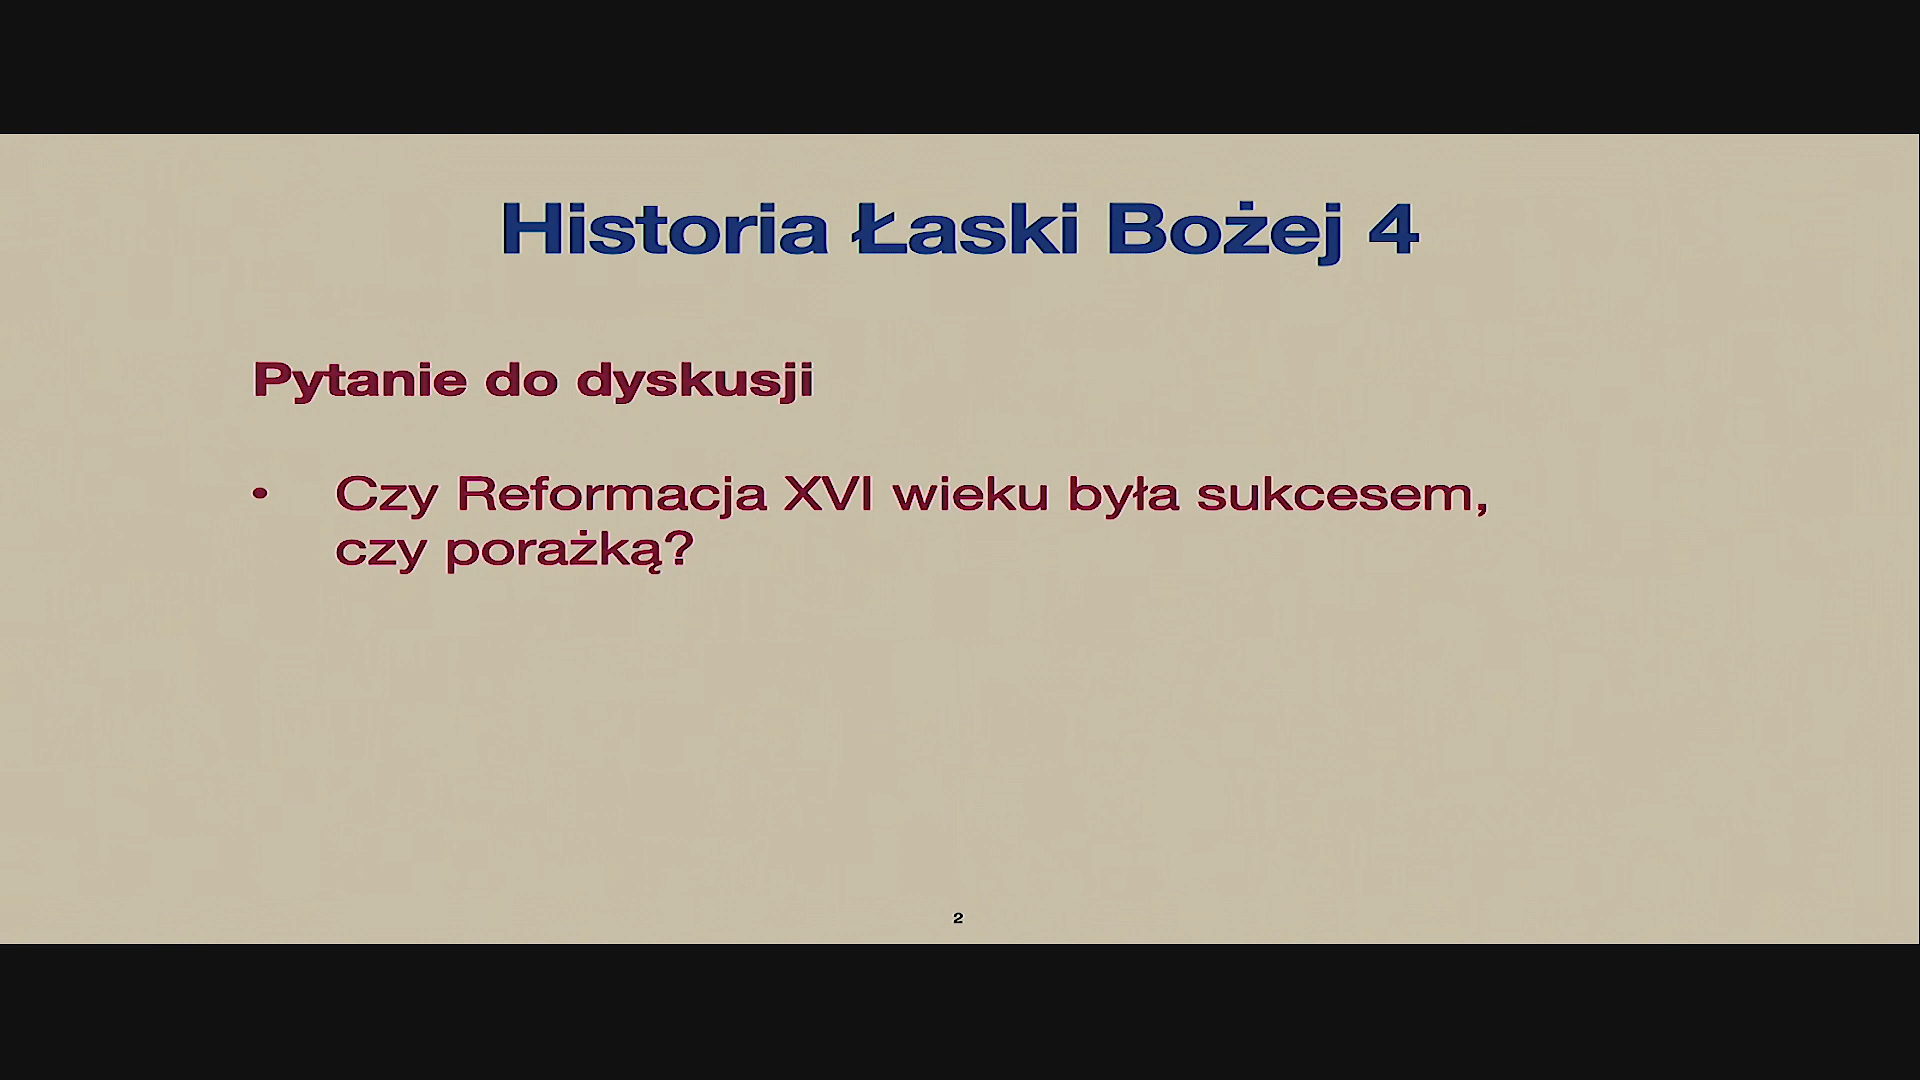 Historia Łaski Bożej 4
Pytanie do dyskusji
• Czy Reformacja XVI wieku była sukcesem,
czy porażką?
2